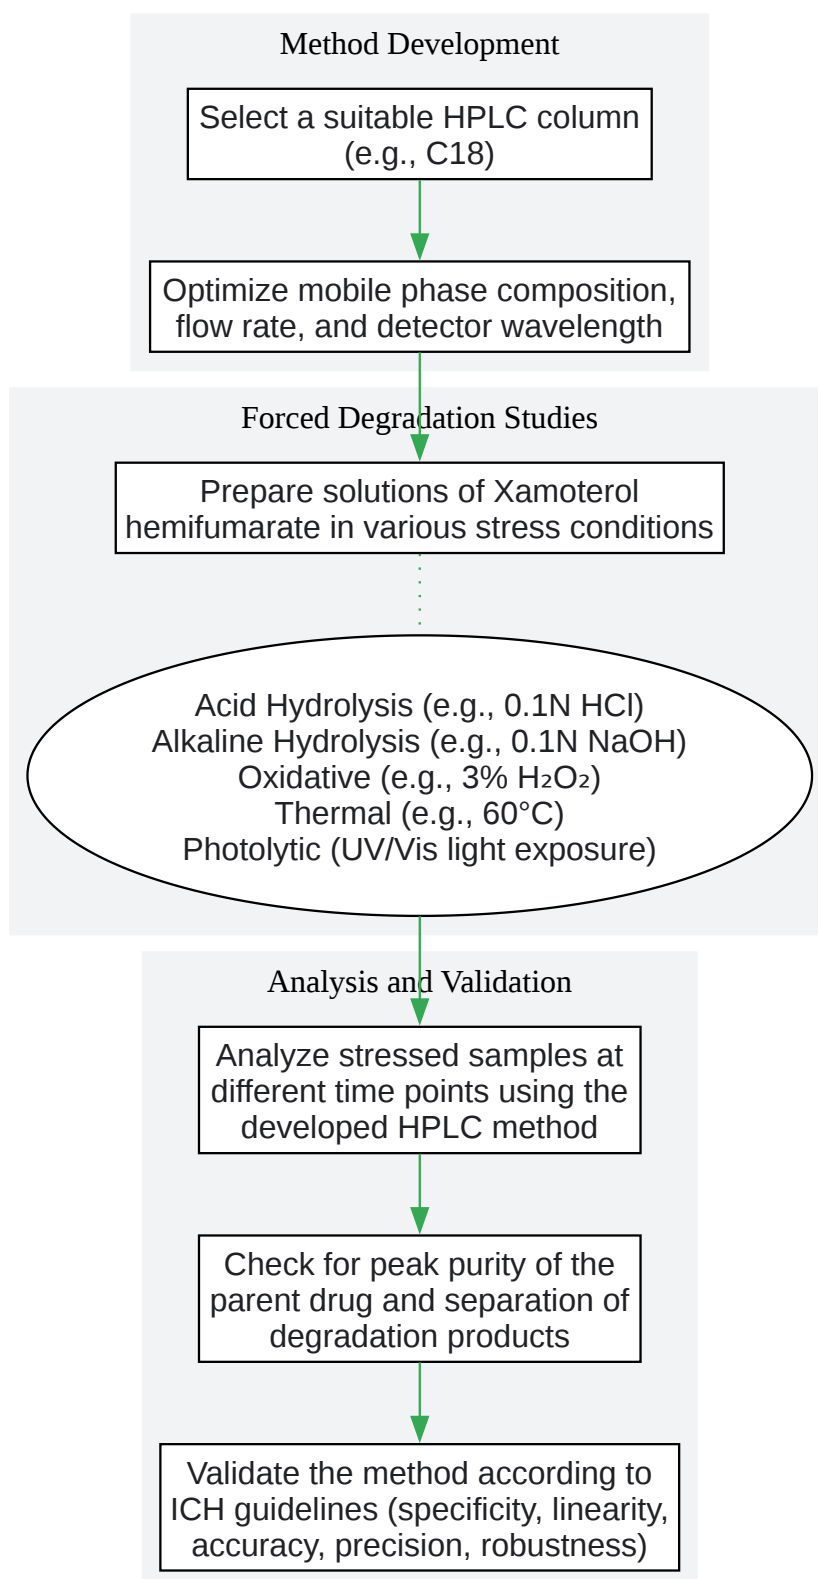 Method Development
Select a suitable HPLC column
(e.g., C18)
Optimize mobile phase composition,
flow rate, and detector wavelength
Forced Degradation Studies
Prepare solutions of Xamoterol
hemifumarate in various stress conditions
Acid Hydrolysis (e.g., 0.1N HCl)
Alkaline Hydrolysis (e.g., 0.1N NaOH)
Oxidative (e.g., 3% H₂O₂)
Thermal (e.g., 60°C)
Photolytic (UV/Vis light exposure)
Analysis and Validation
Analyze stressed samples at
different time points using the
developed HPLC method
Check for peak purity of the
parent drug and separation of
degradation products
Validate the method according to
ICH guidelines (specificity, linearity,
accuracy, precision, robustness)